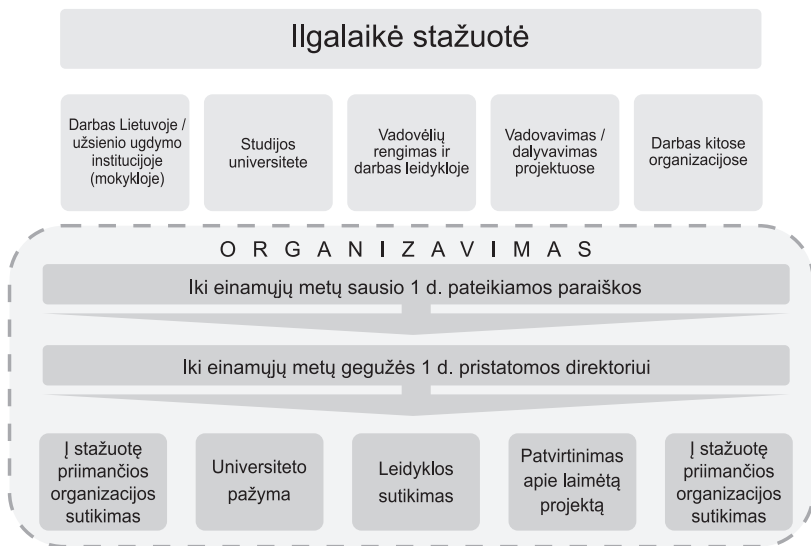 Ilgalaikė stažuotė
Darbas Lietuvoje /
užsienio ugdymo
institucijoje
(mokykloje)
Studijos
universitete
Vadovėlių
rengimas ir
darbas leidykloje
Vadovavimas /
dalyvavimas
projektuose
Darbas kitose
organizacijose
ORGANIZAVIMAS
Iki einamųjų metų sausio 1 d. pateikiamos paraiškos
Iki einamųjų metų gegužės 1 d. pristatomos direktoriui
Į stažuotę
priimančios
organizacijos
sutikimas
Universiteto
pažyma
Leidyklos
sutikimas
Patvirtinimas
apie laimėtą
projektą
Į stažuotę
priimančios
organizacijos
sutikimas